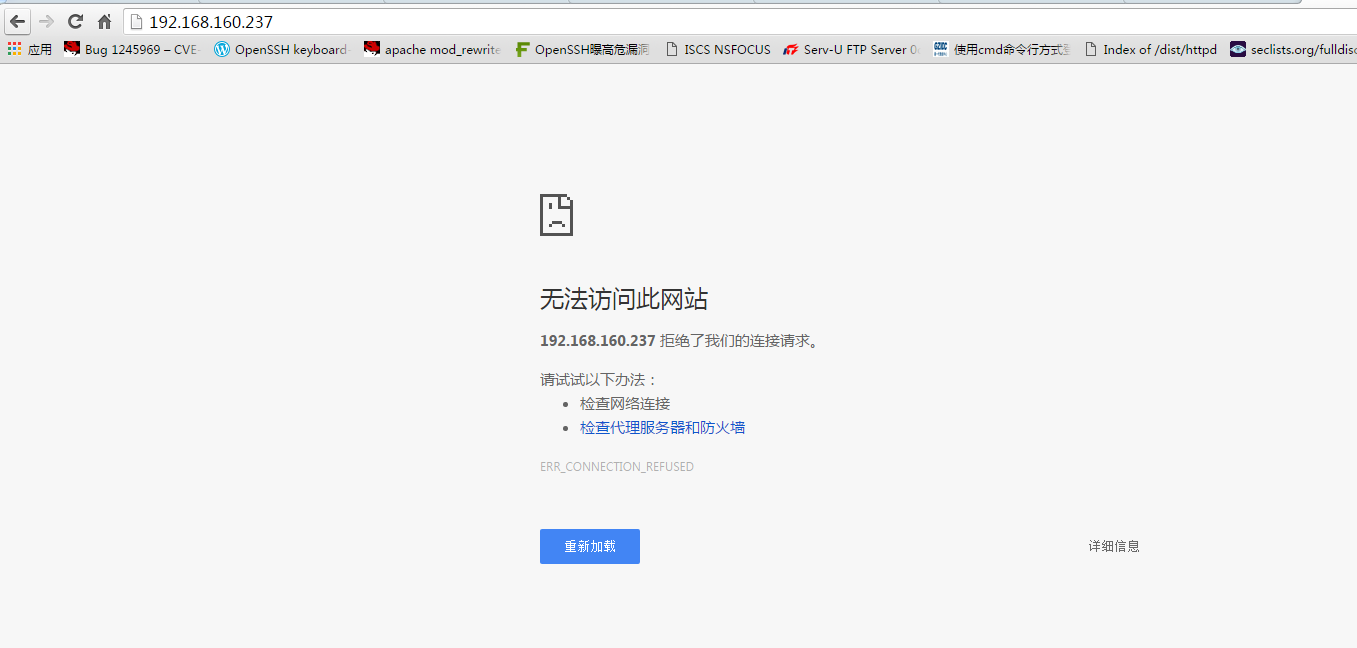 192.168.160.237
应用 Bug 1245969 – CVE- OpenSSH keyboard- apache mod_rewrite OpenSSH曝高危漏洞 ISCS NSFOCUS Serv-U FTP Server 使用cmd命令行方式 Index of /dist/httpd seclists.org/fulldisc
无法访问此网站
192.168.160.237 拒绝了我们的连接请求。
请试试以下办法：
• 检查网络连接
• 检查代理服务器和防火墙
ERR_CONNECTION_REFUSED
重新加载 详细信息